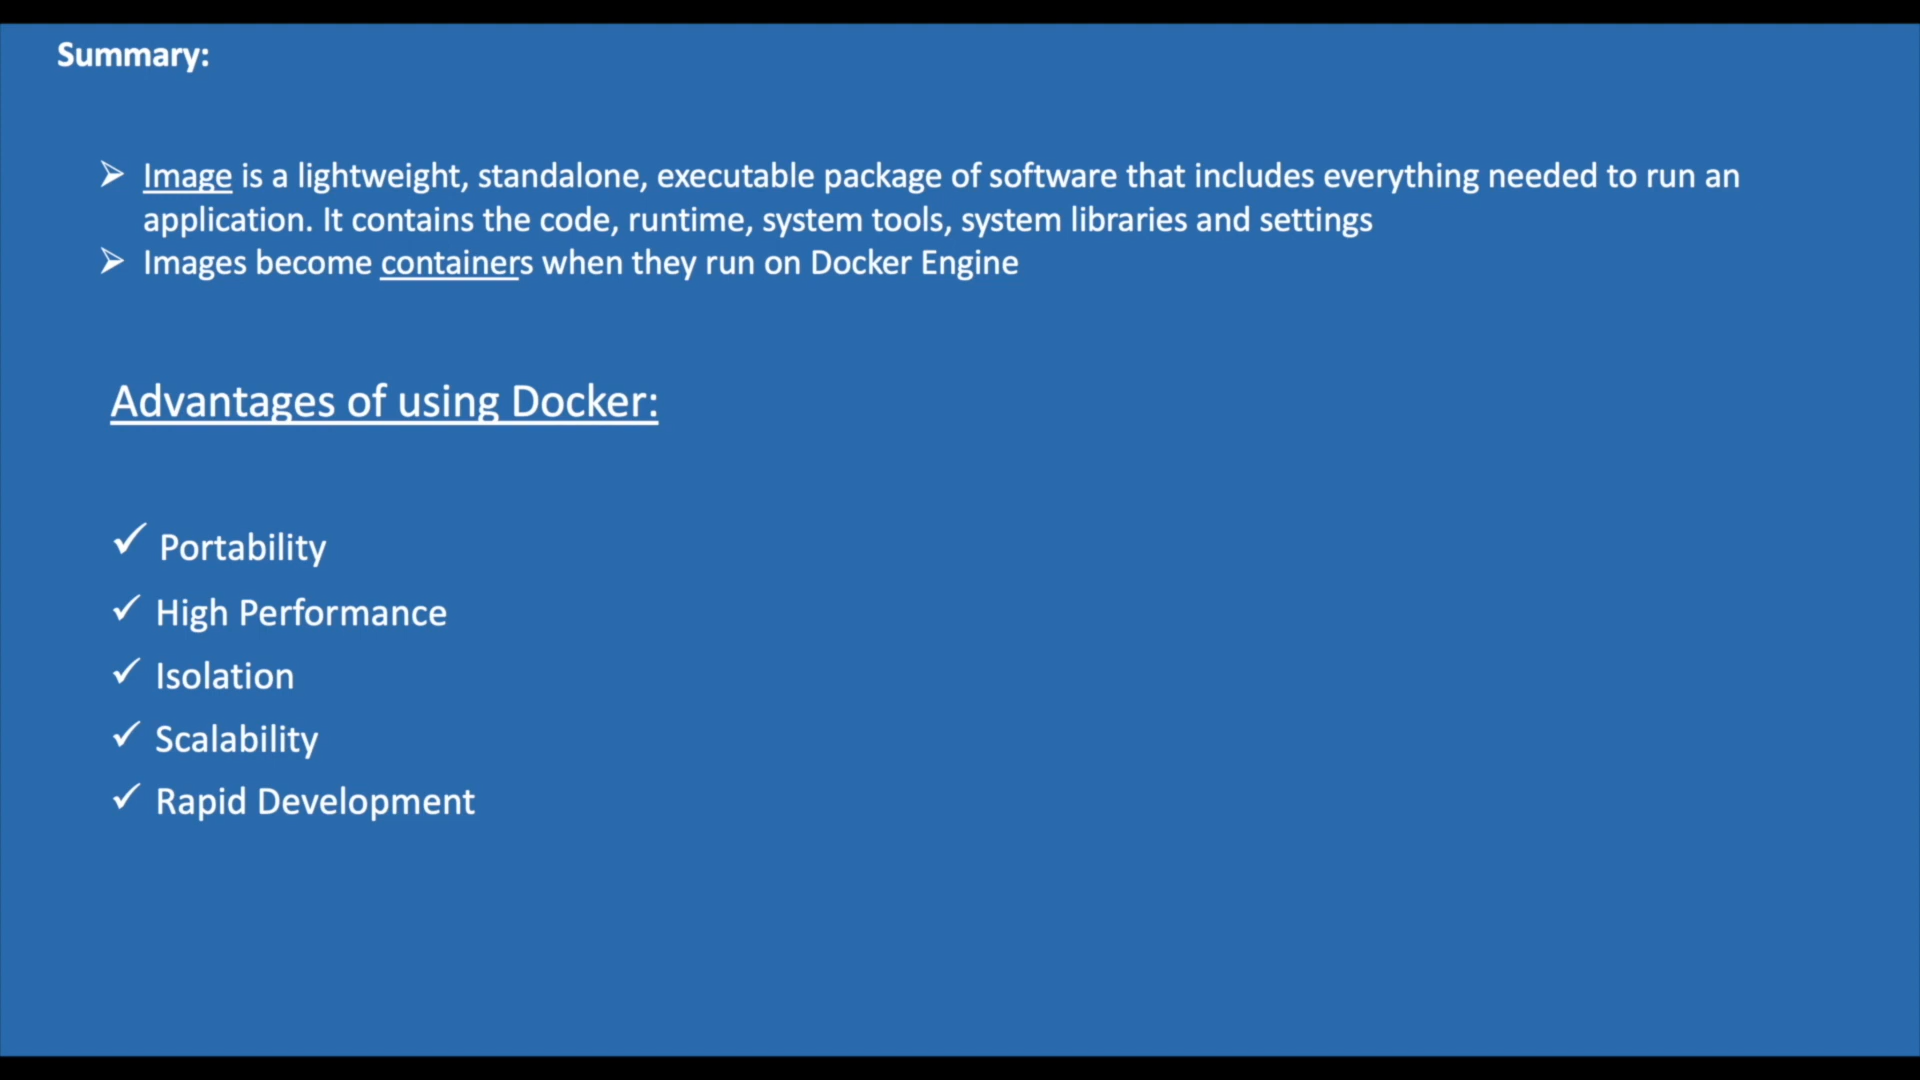 Summary:
➢ Image is a lightweight, standalone, executable package of software that includes everything needed to run an
application. It contains the code, runtime, system tools, system libraries and settings
➢ Images become containers when they run on Docker Engine
Advantages of using Docker:
✓ Portability
✓ High Performance
✓ Isolation
✓ Scalability
✓ Rapid Development